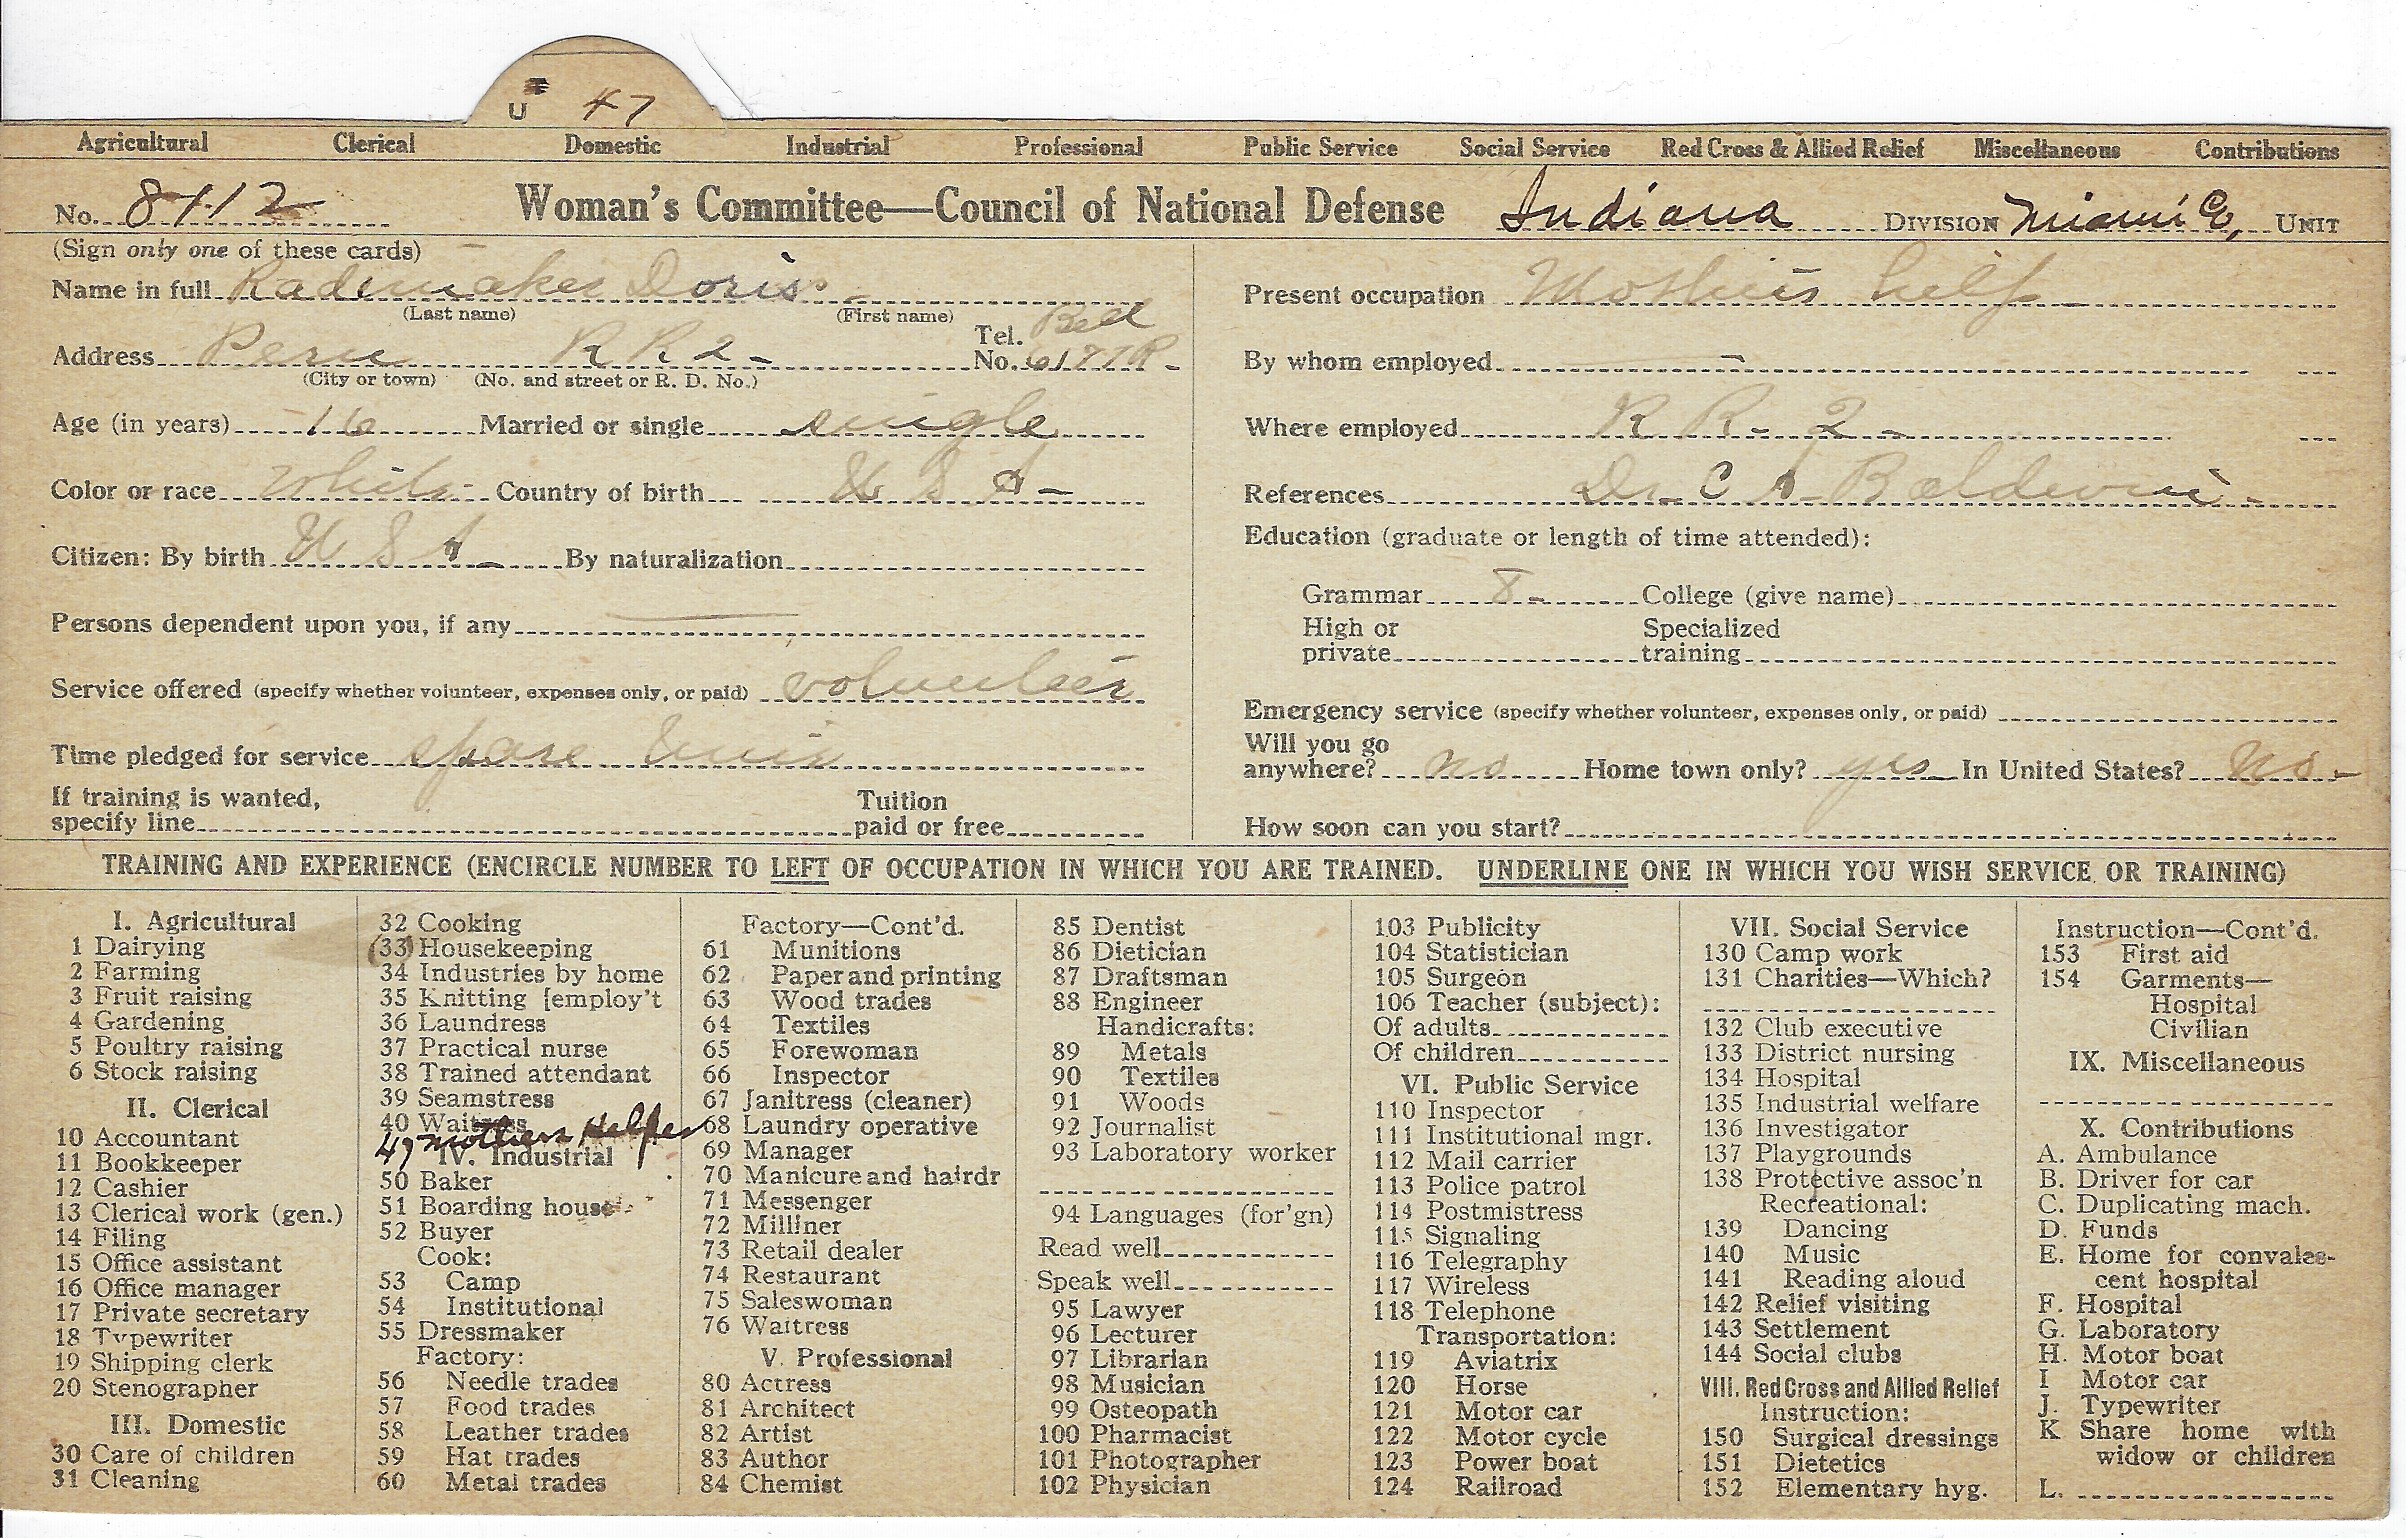 U 47
Agricultural Clerical Domestic Industrial Professional Public Service Social Service Red Cross & Allied Relief Miscellaneous Contributions
No. 8112 Woman's Committee—Council of National Defense Indiana DIVISION Miami Co, UNIT
(Sign only one of these cards)
Name in full Rademaker Doris
(Last name) (First name)
Address Peru R R 2 - Tel. No. Bell 6177R -
(City or town) (No. and street or R. D. No.)
Age (in years) 16 Married or single single
Color or race white - Country of birth U S A -
Citizen: By birth U S A - By naturalization
Persons dependent upon you, if any —
Service offered (specify whether volunteer, expenses only, or paid) volunteer
Time pledged for service spare time
If training is wanted,
specify line Tuition paid or free
Present occupation Mothers help -
By whom employed —
Where employed R R - 2 -
References Dr. C A Baldwin -
Education (graduate or length of time attended):
Grammar 8 - College (give name)
High or private Specialized training
Emergency service (specify whether volunteer, expenses only, or paid)
Will you go anywhere? no Home town only? yes In United States? No -
How soon can you start?
TRAINING AND EXPERIENCE (ENCIRCLE NUMBER TO LEFT OF OCCUPATION IN WHICH YOU ARE TRAINED. UNDERLINE ONE IN WHICH YOU WISH SERVICE OR TRAINING)
I. Agricultural
1 Dairying
2 Farming
3 Fruit raising
4 Gardening
5 Poultry raising
6 Stock raising
II. Clerical
10 Accountant
11 Bookkeeper
12 Cashier
13 Clerical work (gen.)
14 Filing
15 Office assistant
16 Office manager
17 Private secretary
18 Typewriter
19 Shipping clerk
20 Stenographer
III. Domestic
30 Care of children
31 Cleaning
32 Cooking
(33) Housekeeping
34 Industries by home
35 Knitting [employ't
36 Laundress
37 Practical nurse
38 Trained attendant
39 Seamstress
40 Waitress
47 Mothers Helper
IV. Industrial
50 Baker
51 Boarding house
52 Buyer
Cook:
53 Camp
54 Institutional
55 Dressmaker
Factory:
56 Needle trades
57 Food trades
58 Leather trades
59 Hat trades
60 Metal trades
Factory—Cont'd.
61 Munitions
62 Paper and printing
63 Wood trades
64 Textiles
65 Forewoman
66 Inspector
67 Janitress (cleaner)
68 Laundry operative
69 Manager
70 Manicure and hairdr
71 Messenger
72 Milliner
73 Retail dealer
74 Restaurant
75 Saleswoman
76 Waitress
V. Professional
80 Actress
81 Architect
82 Artist
83 Author
84 Chemist
85 Dentist
86 Dietician
87 Draftsman
88 Engineer
Handicrafts:
89 Metals
90 Textiles
91 Woods
92 Journalist
93 Laboratory worker
94 Languages (for'gn)
Read well
Speak well
95 Lawyer
96 Lecturer
97 Librarian
98 Musician
99 Osteopath
100 Pharmacist
101 Photographer
102 Physician
103 Publicity
104 Statistician
105 Surgeon
106 Teacher (subject):
Of adults
Of children
VI. Public Service
110 Inspector
111 Institutional mgr.
112 Mail carrier
113 Police patrol
114 Postmistress
115 Signaling
116 Telegraphy
117 Wireless
118 Telephone
Transportation:
119 Aviatrix
120 Horse
121 Motor car
122 Motor cycle
123 Power boat
124 Railroad
VII. Social Service
130 Camp work
131 Charities—Which?
132 Club executive
133 District nursing
134 Hospital
135 Industrial welfare
136 Investigator
137 Playgrounds
138 Protective assoc'n
Recreational:
139 Dancing
140 Music
141 Reading aloud
142 Relief visiting
143 Settlement
144 Social clubs
VIII. Red Cross and Allied Relief
Instruction:
150 Surgical dressings
151 Dietetics
152 Elementary hyg.
Instruction—Cont'd.
153 First aid
154 Garments—
Hospital
Civilian
IX. Miscellaneous
X. Contributions
A. Ambulance
B. Driver for car
C. Duplicating mach.
D. Funds
E. Home for convales-
cent hospital
F. Hospital
G. Laboratory
H. Motor boat
I Motor car
J. Typewriter
K Share home with
widow or children
L.